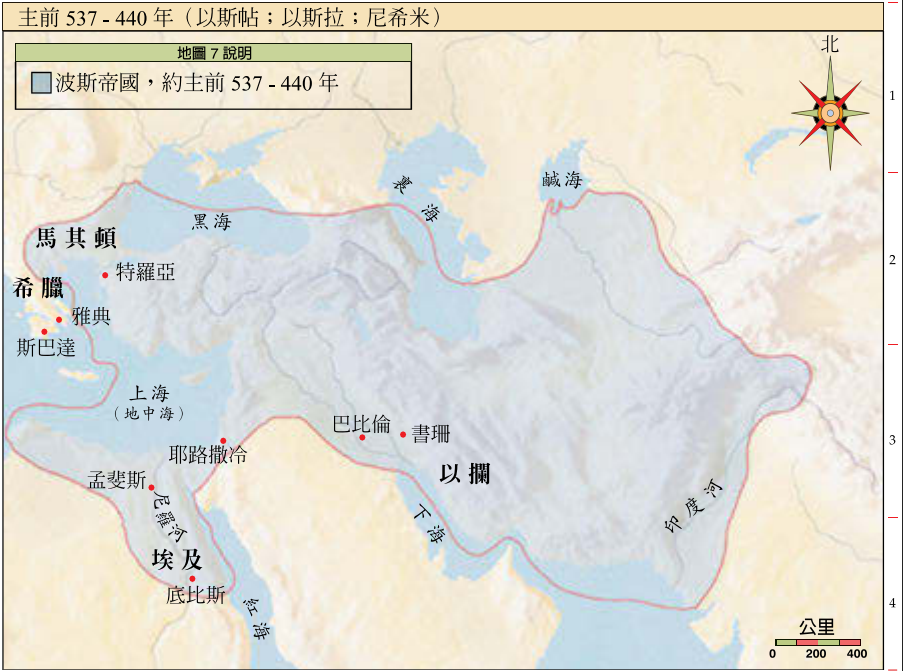 主前 537 - 440 年（以斯帖；以斯拉；尼希米）
地圖 7 說明
波斯帝國，約主前 537 - 440 年
北
1
鹹海
裏海
黑海
馬其頓
2
特羅亞
希臘
雅典
斯巴達
上海
（地中海）
巴比倫
書珊
3
耶路撒冷
以攔
孟斐斯
尼羅河
下海
印度河
埃及
底比斯
紅海
4
公里
0 200 400